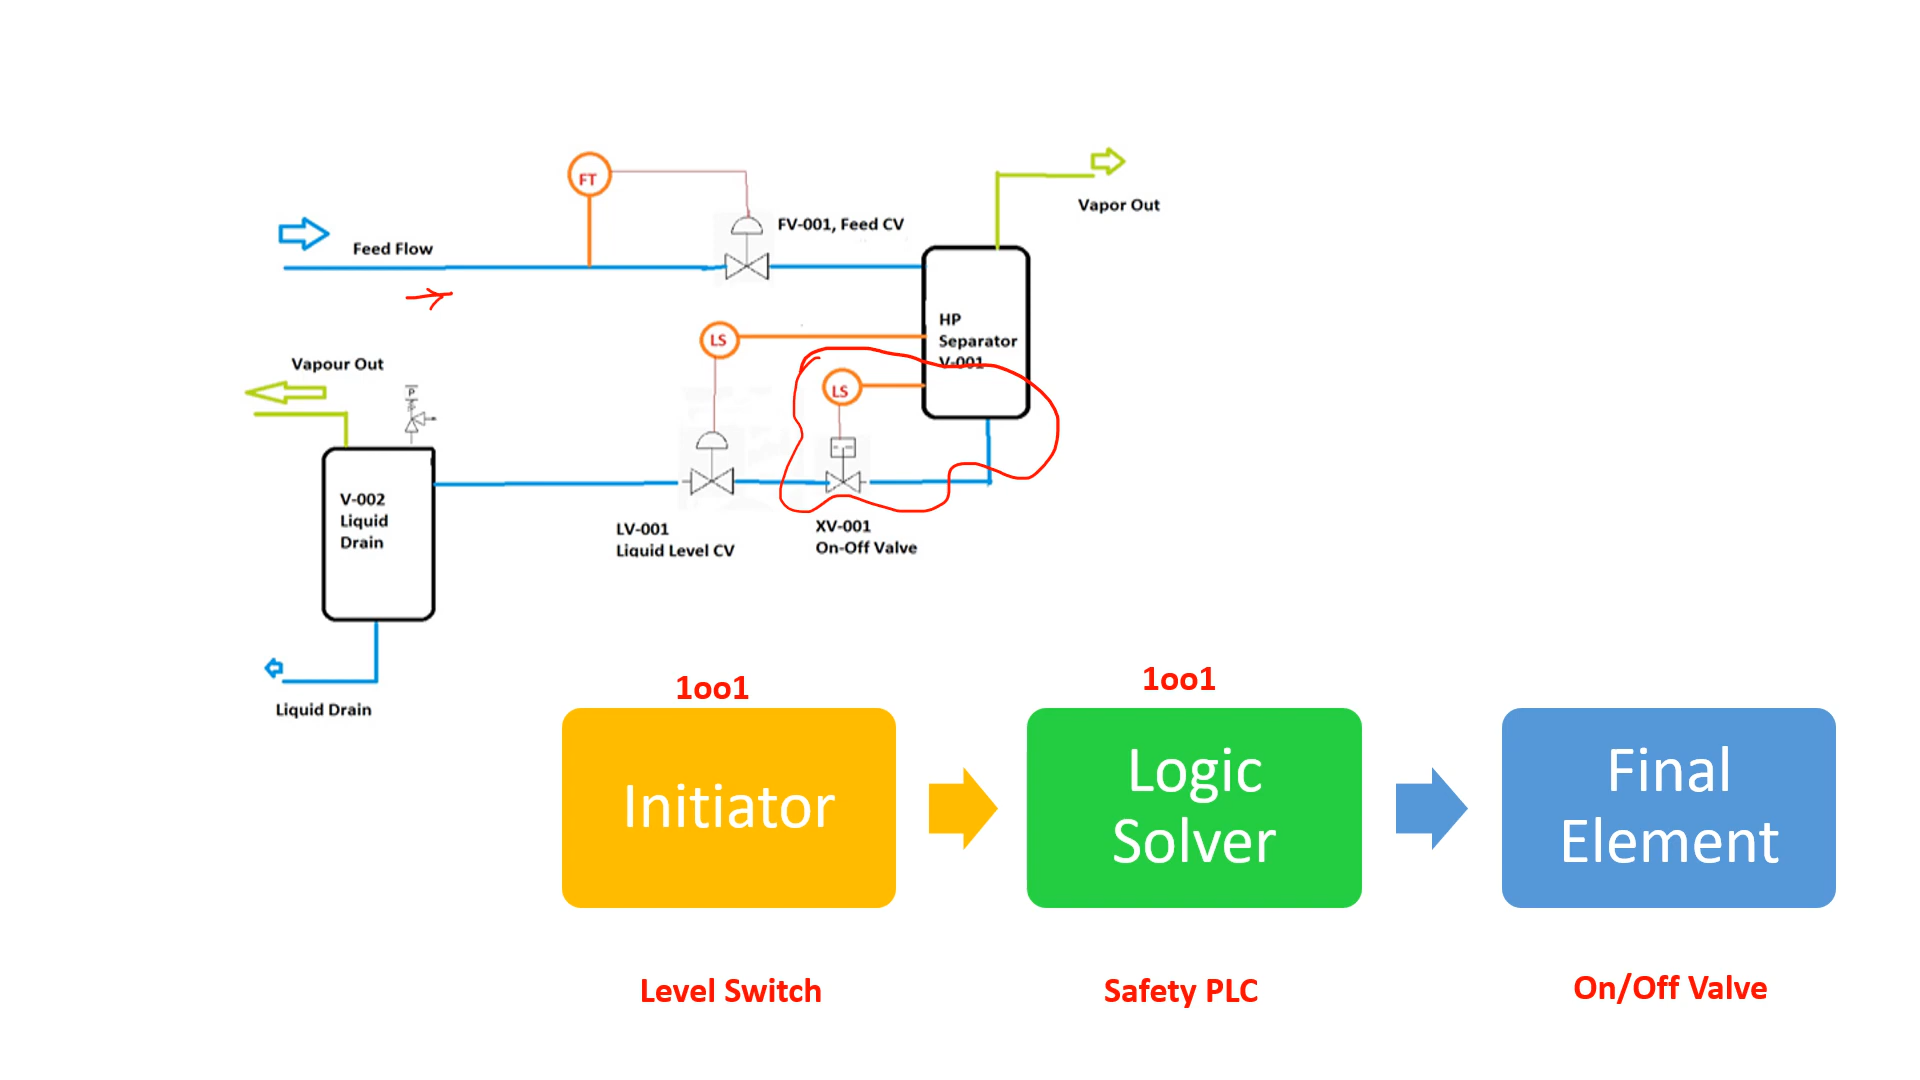 FT
FV-001, Feed CV
Vapor Out
Feed Flow
HP
Separator
V-001
LS
Vapour Out
LS
P
V-002
Liquid
Drain
LV-001
Liquid Level CV
XV-001
On-Off Valve
Liquid Drain
1oo1
1oo1
Initiator
Logic
Solver
Final
Element
Level Switch
Safety PLC
On/Off Valve